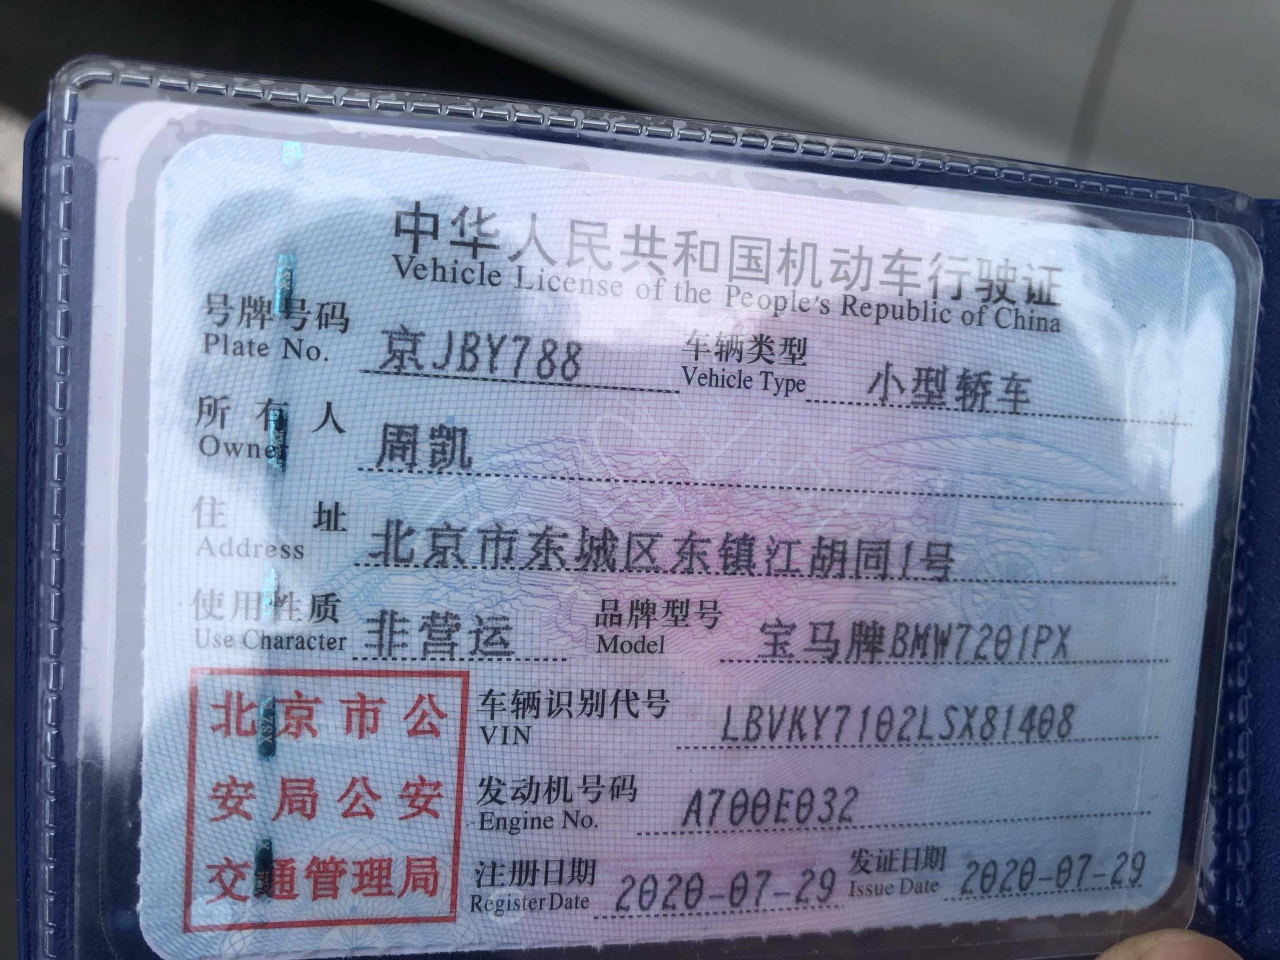 中华人民共和国机动车行驶证
Vehicle License of the People's Republic of China
号牌号码 京JBY788 车辆类型 小型轿车
Plate No. Vehicle Type
所有人 周凯
Owner
住址 北京市东城区东镇江胡同1号
Address
使用性质 非营运 品牌型号 宝马牌BMW7201PX
Use Character Model
北京市公
安局公安
交通管理局
车辆识别代号 LBVKY7102LSX81408
VIN
发动机号码 A700E032
Engine No.
注册日期 2020-07-29 发证日期 2020-07-29
Register Date Issue Date